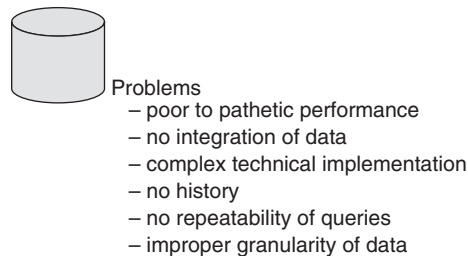 Problems
– poor to pathetic performance
– no integration of data
– complex technical implementation
– no history
– no repeatability of queries
– improper granularity of data